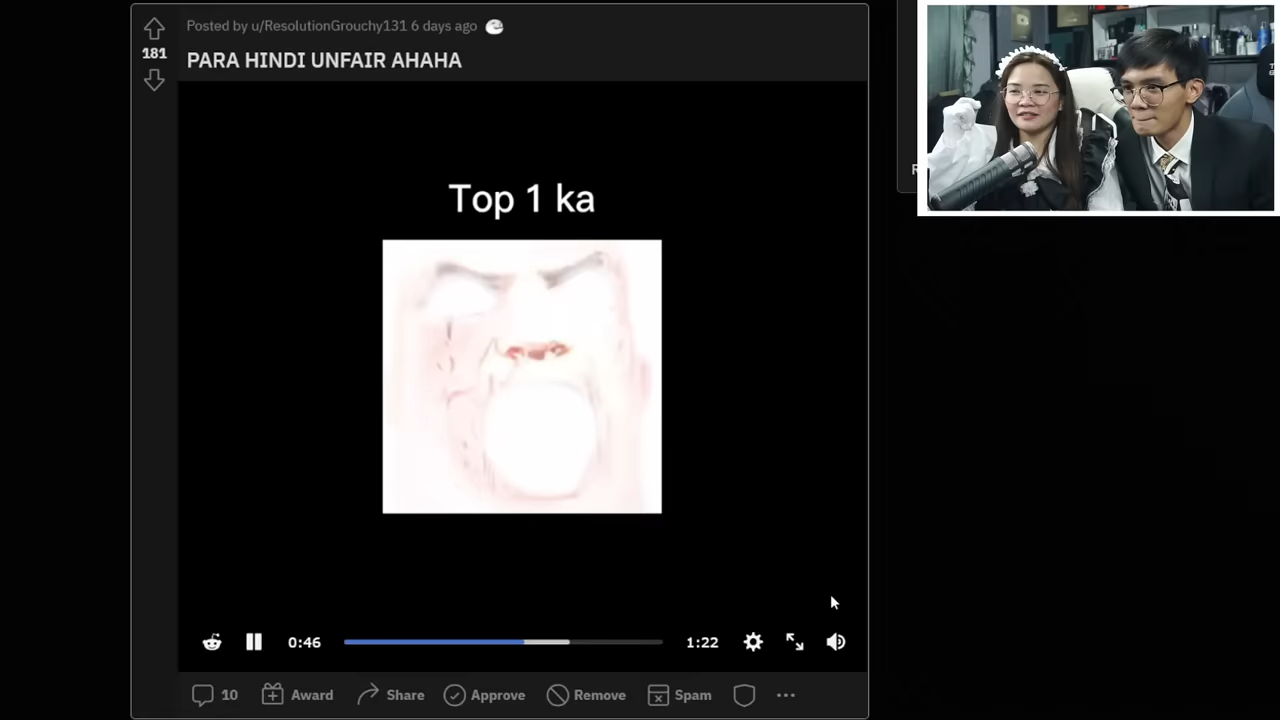 Posted by u/ResolutionGrouchy131 6 days ago
181
PARA HINDI UNFAIR AHAHA
Top 1 ka
0:46
1:22
10
Award
Share
Approve
Remove
Spam